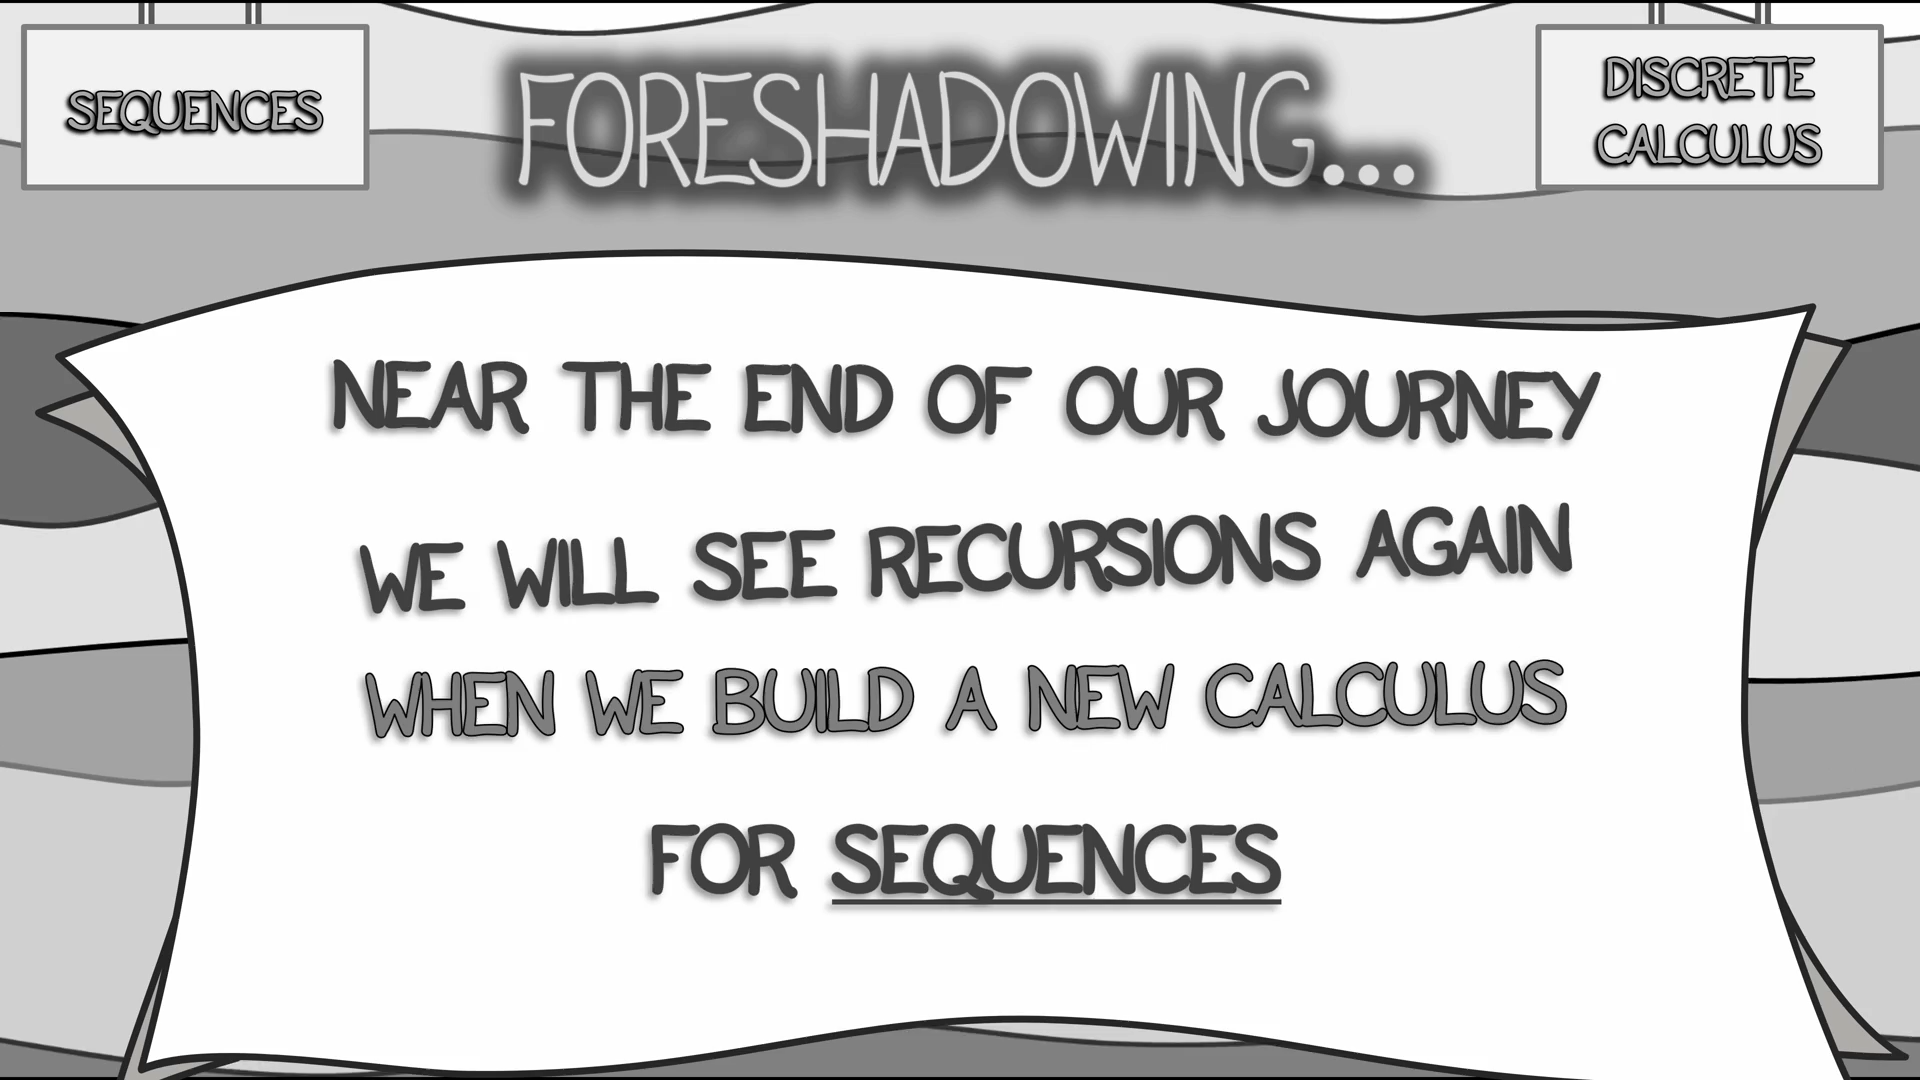 SEQUENCES
FORESHADOWING...
DISCRETE
CALCULUS
NEAR THE END OF OUR JOURNEY
WE WILL SEE RECURSIONS AGAIN
WHEN WE BUILD A NEW CALCULUS
FOR SEQUENCES